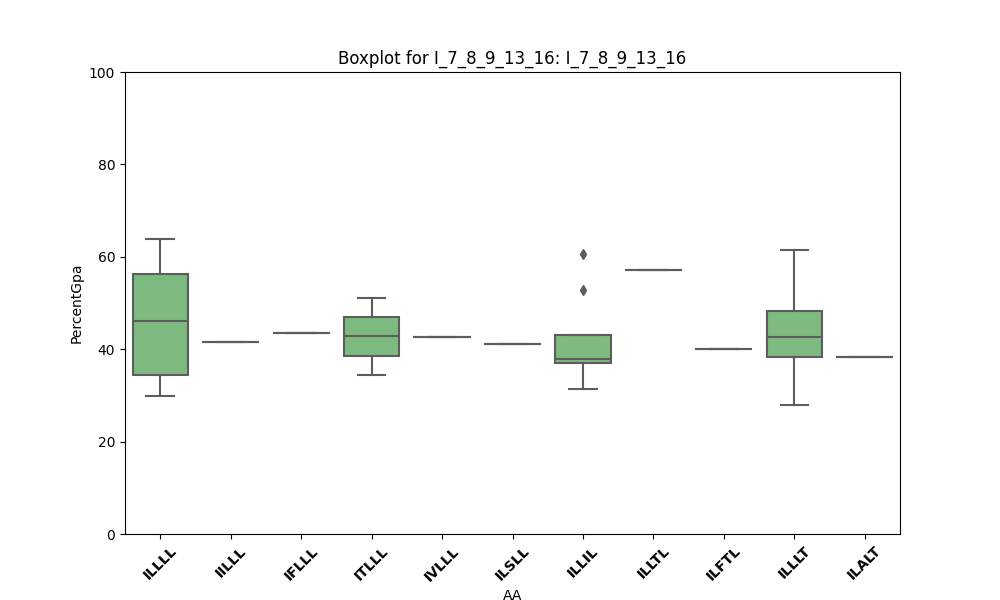 Boxplot for I_7_8_9_13_16: I_7_8_9_13_16
100
80
60
40
20
0
PercentGpa
ILLLL
IILLL
IFLLL
ITLLL
IVLLL
ILSLL
ILLIL
ILLTL
ILFTL
ILLLT
ILALT
AA